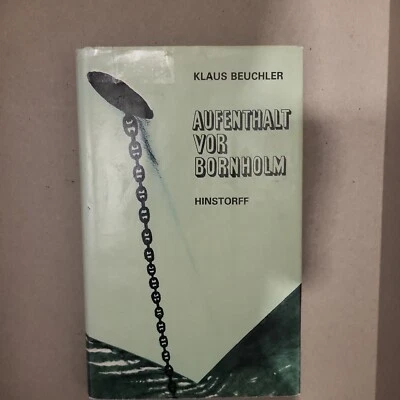 KLAUS BEUCHLER
AUFENTHALT
VOR
BORNHOLM
HINSTORFF